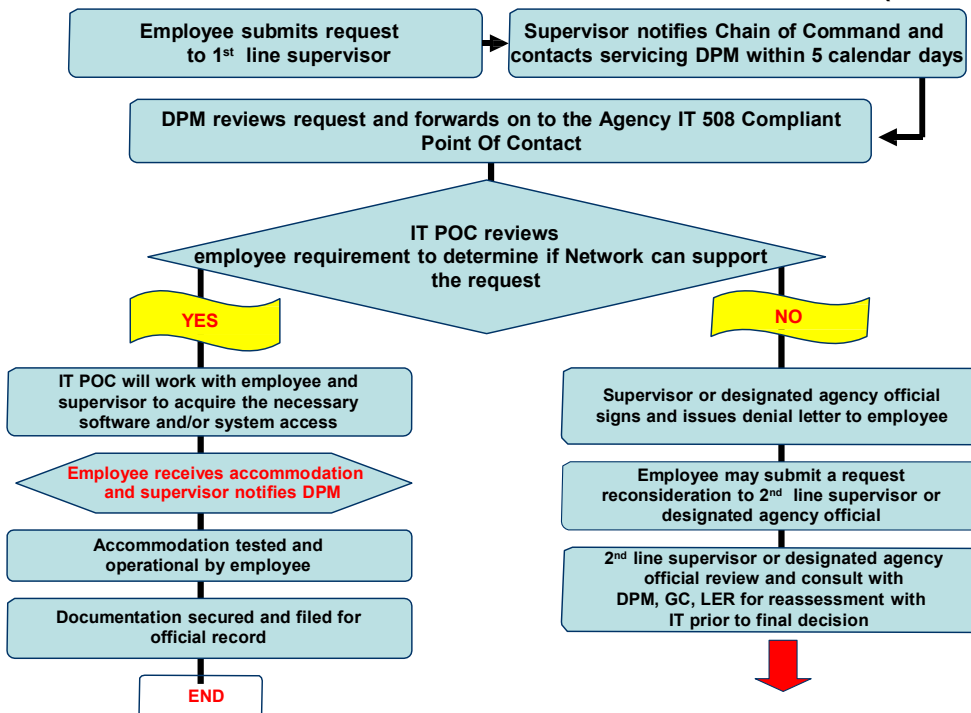 Employee submits request
to 1st line supervisor
Supervisor notifies Chain of Command and
contacts servicing DPM within 5 calendar days
DPM reviews request and forwards on to the Agency IT 508 Compliant
Point Of Contact
IT POC reviews
employee requirement to determine if Network can support
the request
YES
NO
IT POC will work with employee and
supervisor to acquire the necessary
software and/or system access
Employee receives accommodation
and supervisor notifies DPM
Accommodation tested and
operational by employee
Documentation secured and filed for
official record
END
Supervisor or designated agency official
signs and issues denial letter to employee
Employee may submit a request
reconsideration to 2nd line supervisor or
designated agency official
2nd line supervisor or designated agency
official review and consult with
DPM, GC, LER for reassessment with
IT prior to final decision